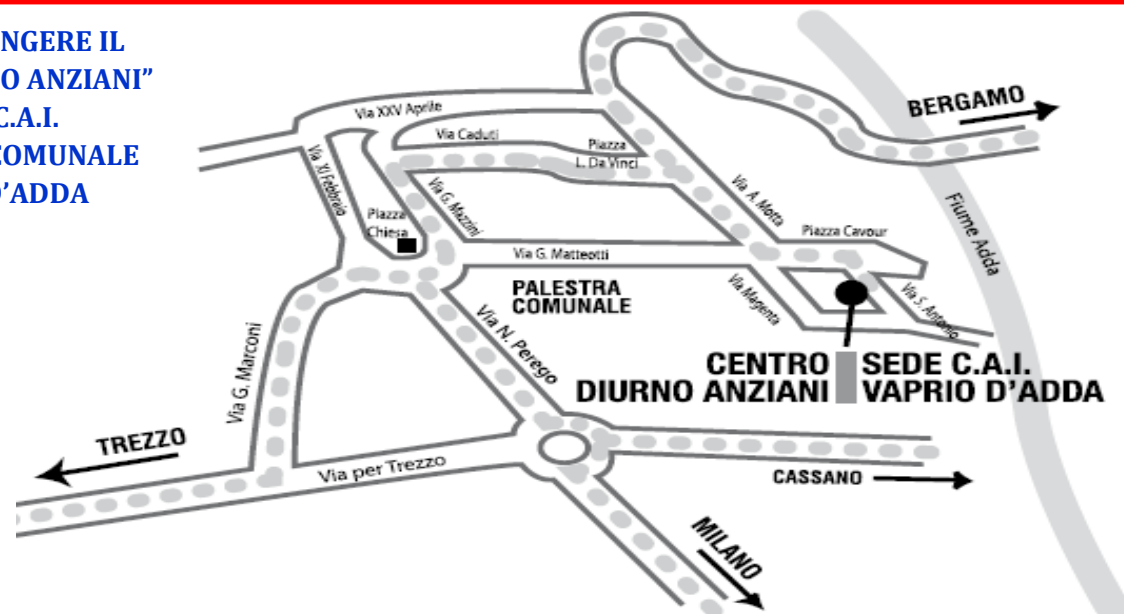 NGERE IL
O ANZIANI”
C.A.I.
COMUNALE
D’ADDA
BERGAMO
Via XXV Aprile
Via Caduti
Piazza
L. Da Vinci
Via XI Febbraio
Piazza
Chiesa
Via G. Mazzini
Via A. Motta
Piazza Cavour
Fiume Adda
Via G. Matteotti
PALESTRA
COMUNALE
Via Magenta
Via S. Antonio
Via G. Marconi
Via N. Perego
CENTRO
DIURNO ANZIANI
SEDE C.A.I.
VAPRIO D’ADDA
TREZZO
Via per Trezzo
CASSANO
MILANO